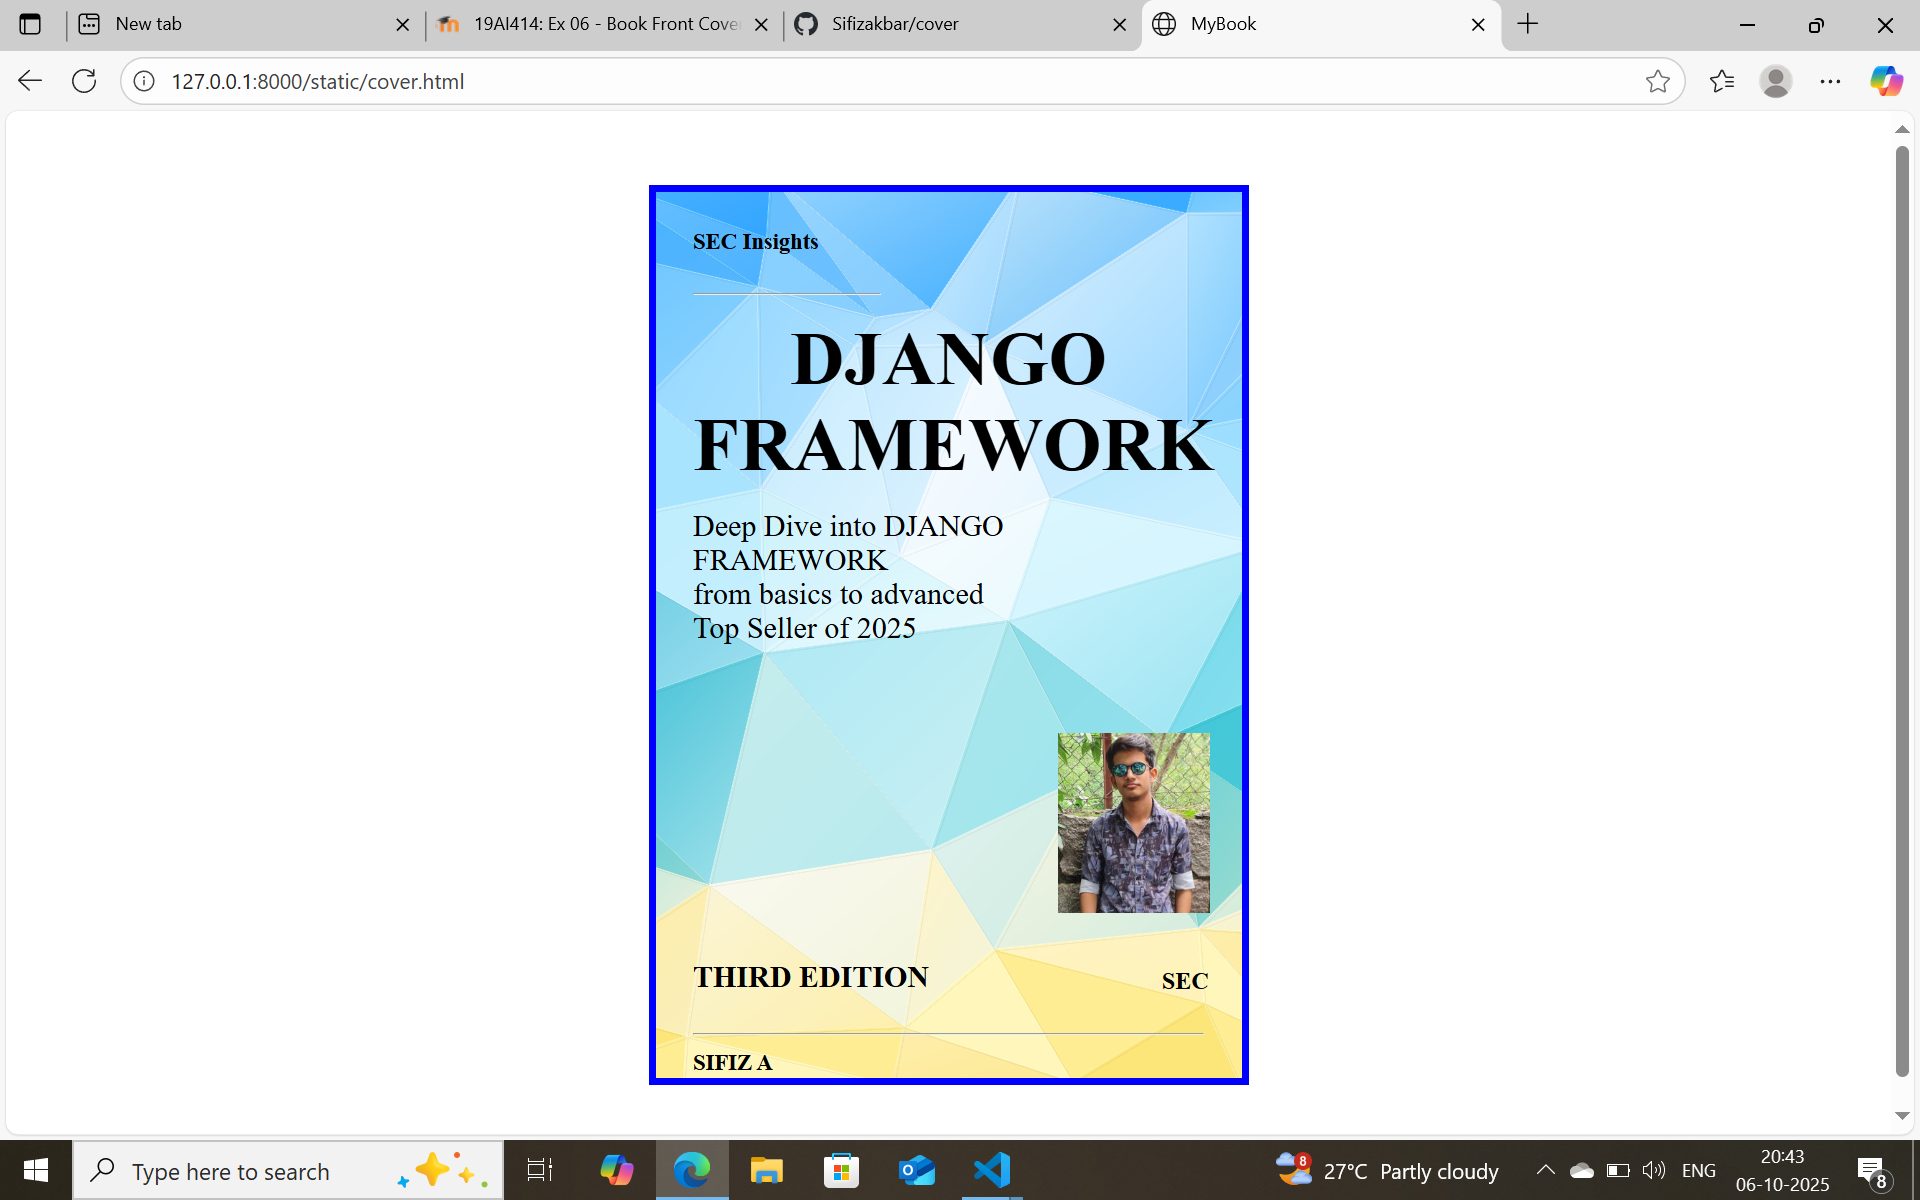 New tab
19AI414: Ex 06 - Book Front Cove
Sifizakbar/cover
MyBook
127.0.0.1:8000/static/cover.html
SEC Insights
DJANGO
FRAMEWORK
Deep Dive into DJANGO
FRAMEWORK
from basics to advanced
Top Seller of 2025
THIRD EDITION
SEC
SIFIZ A
Type here to search
8
27°C Partly cloudy
ENG
20:43
06-10-2025
8